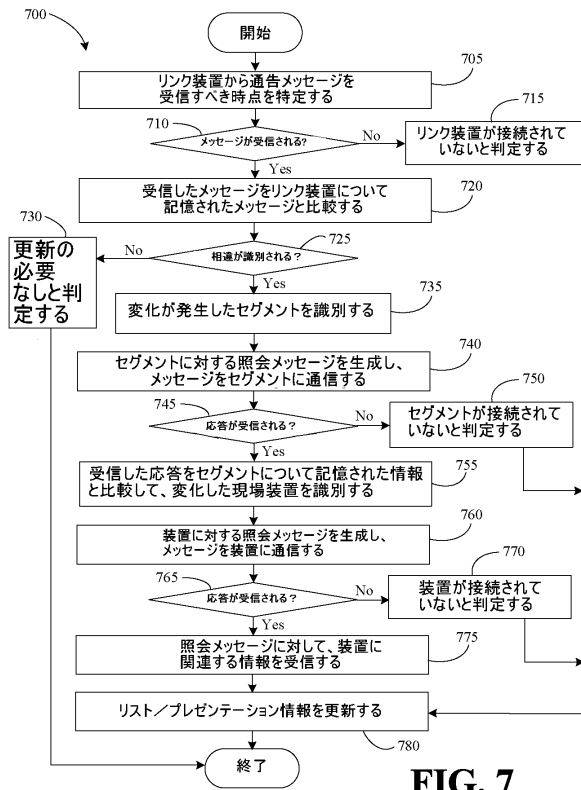 700
開始
705
リンク装置から通告メッセージを
受信すべき時点を特定する
710
メッセージが受信される?
No
715
リンク装置が接続されて
いないと判定する
Yes
受信したメッセージをリンク装置について
記憶されたメッセージと比較する
720
730
更新の
必要
なしと判
定する
No
725
相違が識別される?
Yes
735
変化が発生したセグメントを識別する
740
セグメントに対する照会メッセージを生成し、
メッセージをセグメントに通信する
745
応答が受信される?
No
750
セグメントが接続されて
いないと判定する
Yes
755
受信した応答をセグメントについて記憶された情報
と比較して、変化した現場装置を識別する
760
装置に対する照会メッセージを生成し、
メッセージを装置に通信する
765
応答が受信される?
No
770
装置が接続されて
いないと判定する
Yes
775
照会メッセージに対して、装置に
関連する情報を受信する
リスト/プレゼンテーション情報を更新する
780
終了
FIG. 7